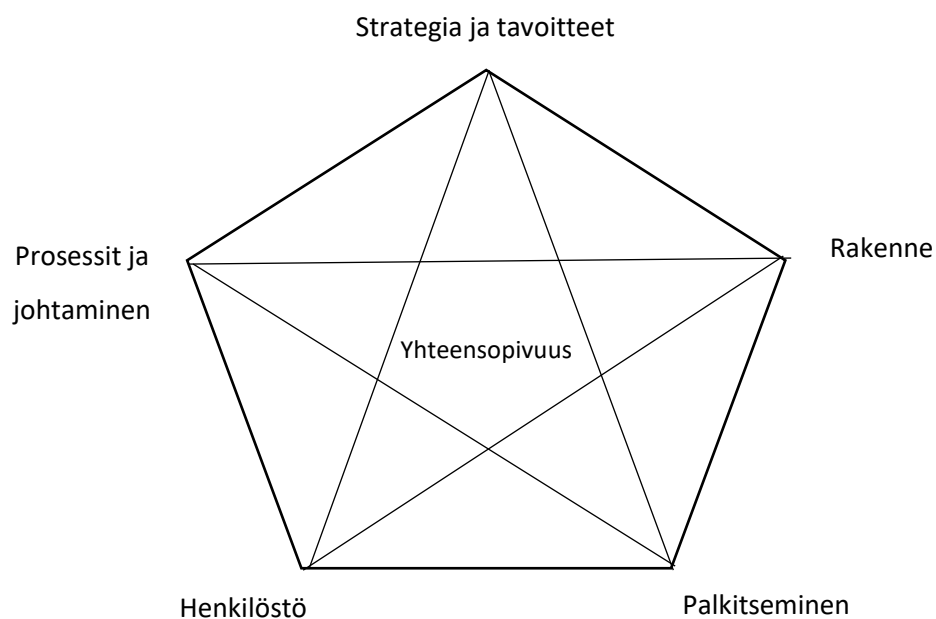 Strategia ja tavoitteet
Prosessit ja
johtaminen
Rakenne
Yhteensopivuus
Henkilöstö
Palkitseminen